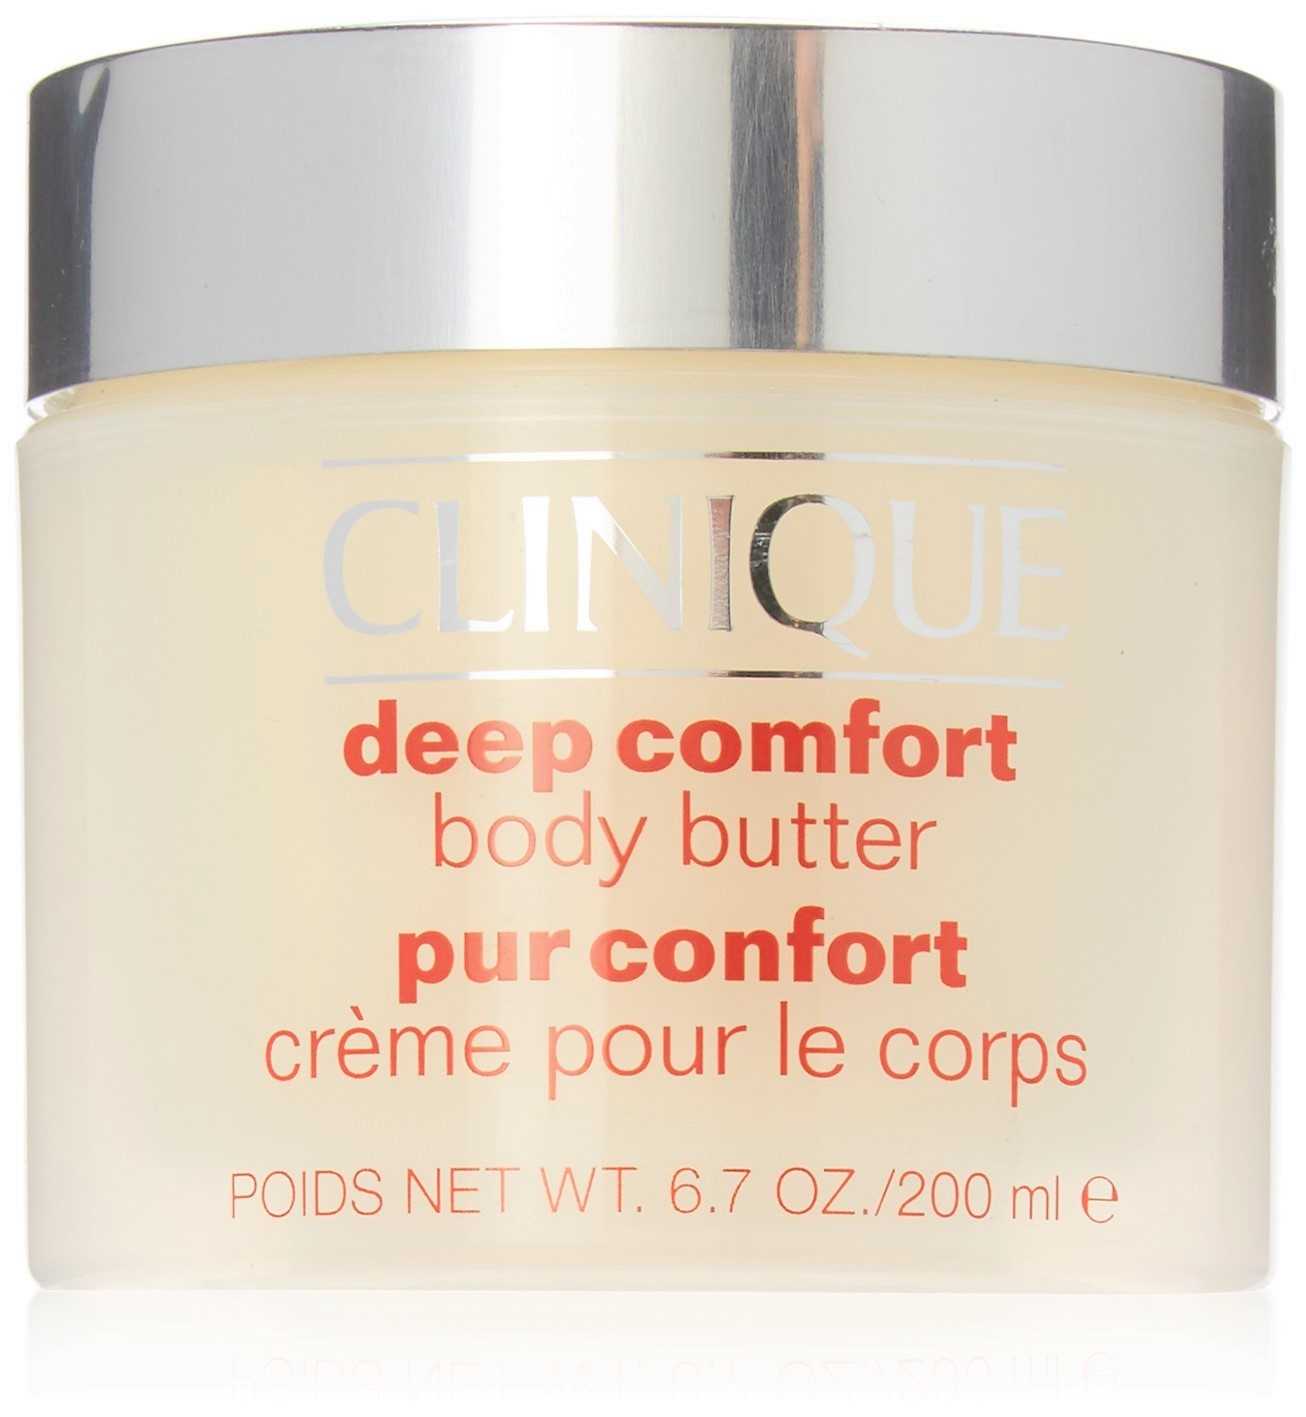 CLINIQUE
deep comfort
body butter
pur confort
crème pour le corps
POIDS NET WT. 6.7 OZ./200 ml ℮